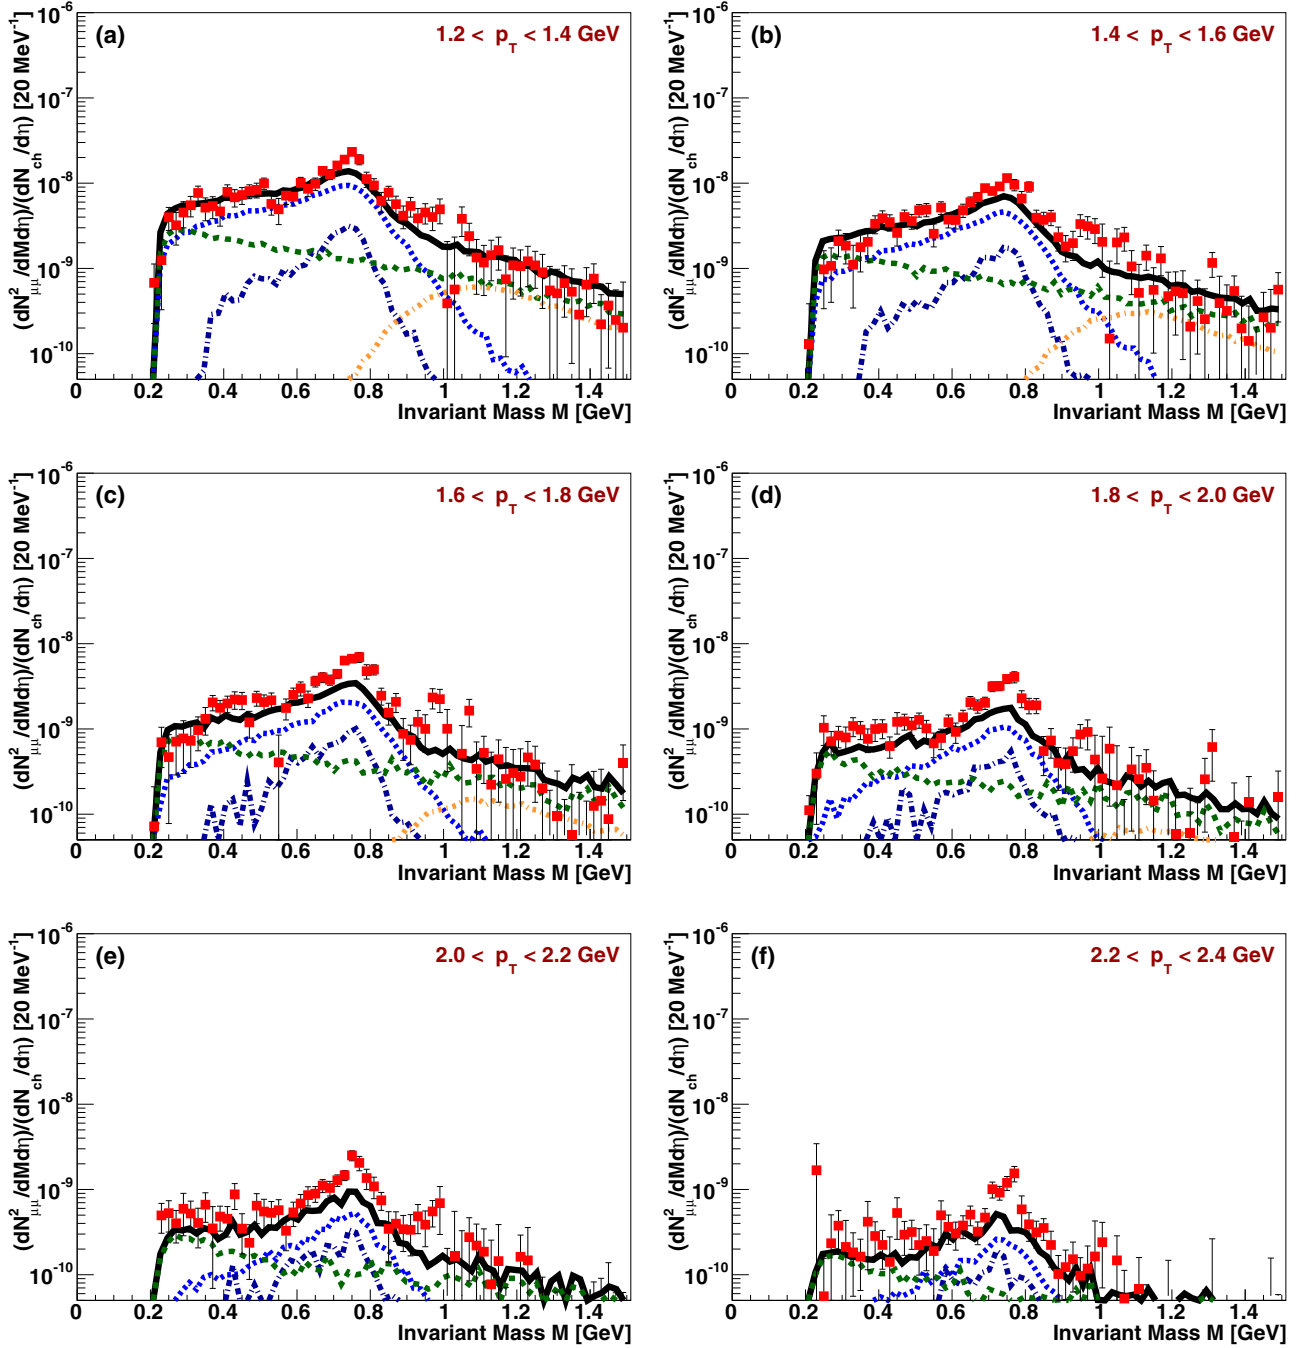 (a) 1.2 < p_T < 1.4 GeV
(dN²_μμ/dMdη)/(dN_ch/dη) [20 MeV⁻¹]
10⁻⁶
10⁻⁷
10⁻⁸
10⁻⁹
10⁻¹⁰
0 0.2 0.4 0.6 0.8 1 1.2 1.4
Invariant Mass M [GeV]
(b) 1.4 < p_T < 1.6 GeV
(dN²_μμ/dMdη)/(dN_ch/dη) [20 MeV⁻¹]
10⁻⁶
10⁻⁷
10⁻⁸
10⁻⁹
10⁻¹⁰
0 0.2 0.4 0.6 0.8 1 1.2 1.4
Invariant Mass M [GeV]
(c) 1.6 < p_T < 1.8 GeV
(dN²_μμ/dMdη)/(dN_ch/dη) [20 MeV⁻¹]
10⁻⁶
10⁻⁷
10⁻⁸
10⁻⁹
10⁻¹⁰
0 0.2 0.4 0.6 0.8 1 1.2 1.4
Invariant Mass M [GeV]
(d) 1.8 < p_T < 2.0 GeV
(dN²_μμ/dMdη)/(dN_ch/dη) [20 MeV⁻¹]
10⁻⁶
10⁻⁷
10⁻⁸
10⁻⁹
10⁻¹⁰
0 0.2 0.4 0.6 0.8 1 1.2 1.4
Invariant Mass M [GeV]
(e) 2.0 < p_T < 2.2 GeV
(dN²_μμ/dMdη)/(dN_ch/dη) [20 MeV⁻¹]
10⁻⁶
10⁻⁷
10⁻⁸
10⁻⁹
10⁻¹⁰
0 0.2 0.4 0.6 0.8 1 1.2 1.4
Invariant Mass M [GeV]
(f) 2.2 < p_T < 2.4 GeV
(dN²_μμ/dMdη)/(dN_ch/dη) [20 MeV⁻¹]
10⁻⁶
10⁻⁷
10⁻⁸
10⁻⁹
10⁻¹⁰
0 0.2 0.4 0.6 0.8 1 1.2 1.4
Invariant Mass M [GeV]